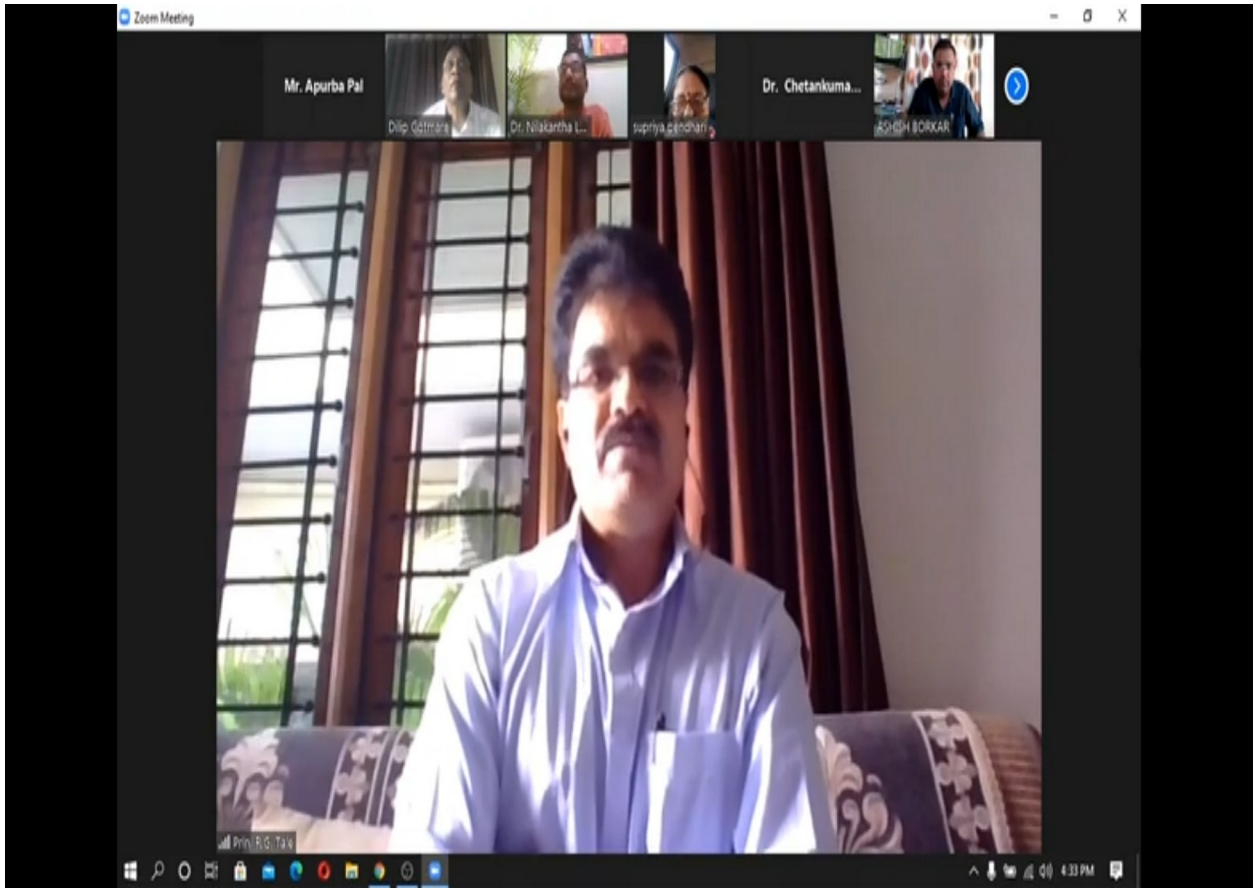 Zoom Meeting
Mr. Apurba Pal
Dilip Gotmare
Dr. Nilakantha L...
supriya pendhari
Dr. Chetankuma...
ASHISH BORKAR
Prin. R.G. Tale
4:33 PM